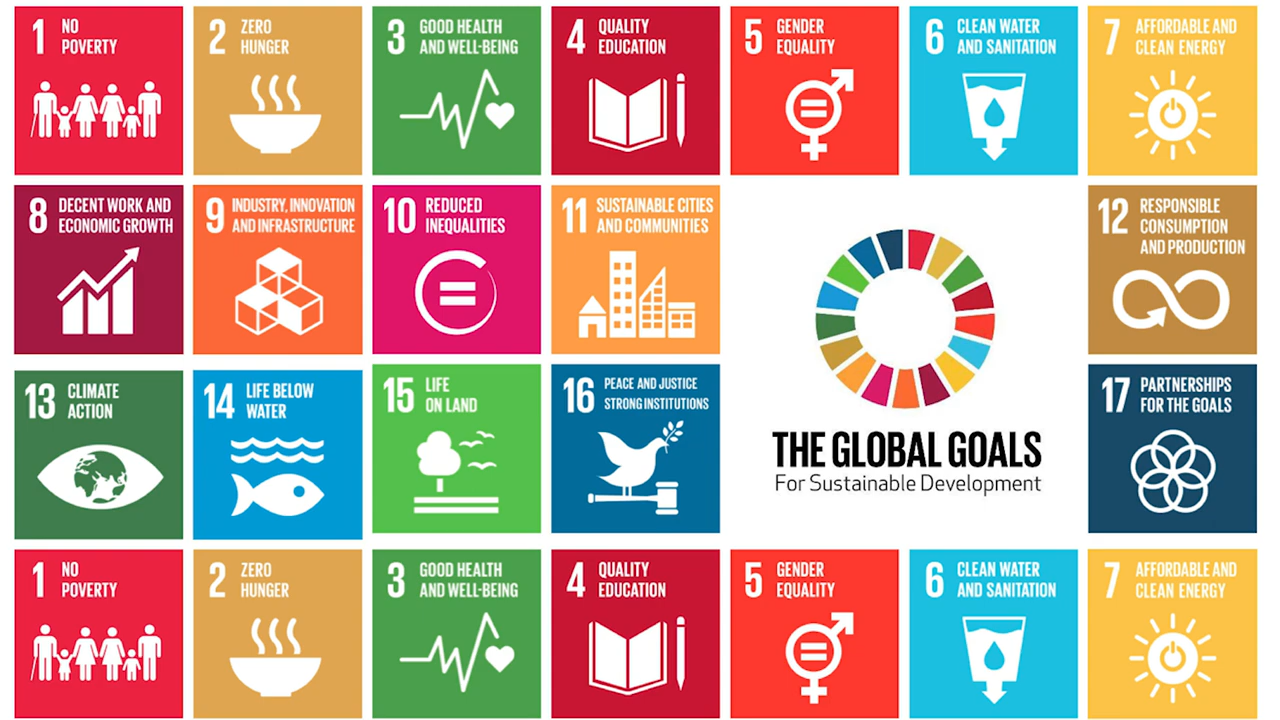 1 NO
POVERTY
2 ZERO
HUNGER
3 GOOD HEALTH
AND WELL-BEING
4 QUALITY
EDUCATION
5 GENDER
EQUALITY
6 CLEAN WATER
AND SANITATION
7 AFFORDABLE AND
CLEAN ENERGY
8 DECENT WORK AND
ECONOMIC GROWTH
9 INDUSTRY, INNOVATION
AND INFRASTRUCTURE
10 REDUCED
INEQUALITIES
11 SUSTAINABLE CITIES
AND COMMUNITIES
12 RESPONSIBLE
CONSUMPTION
AND PRODUCTION
13 CLIMATE
ACTION
14 LIFE BELOW
WATER
15 LIFE
ON LAND
16 PEACE AND JUSTICE
STRONG INSTITUTIONS
THE GLOBAL GOALS
For Sustainable Development
17 PARTNERSHIPS
FOR THE GOALS
1 NO
POVERTY
2 ZERO
HUNGER
3 GOOD HEALTH
AND WELL-BEING
4 QUALITY
EDUCATION
5 GENDER
EQUALITY
6 CLEAN WATER
AND SANITATION
7 AFFORDABLE AND
CLEAN ENERGY